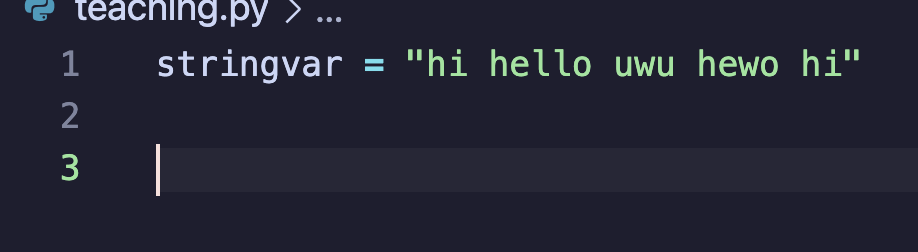 teaching.py > ...
1 stringvar = "hi hello uwu hewo hi"
2
3